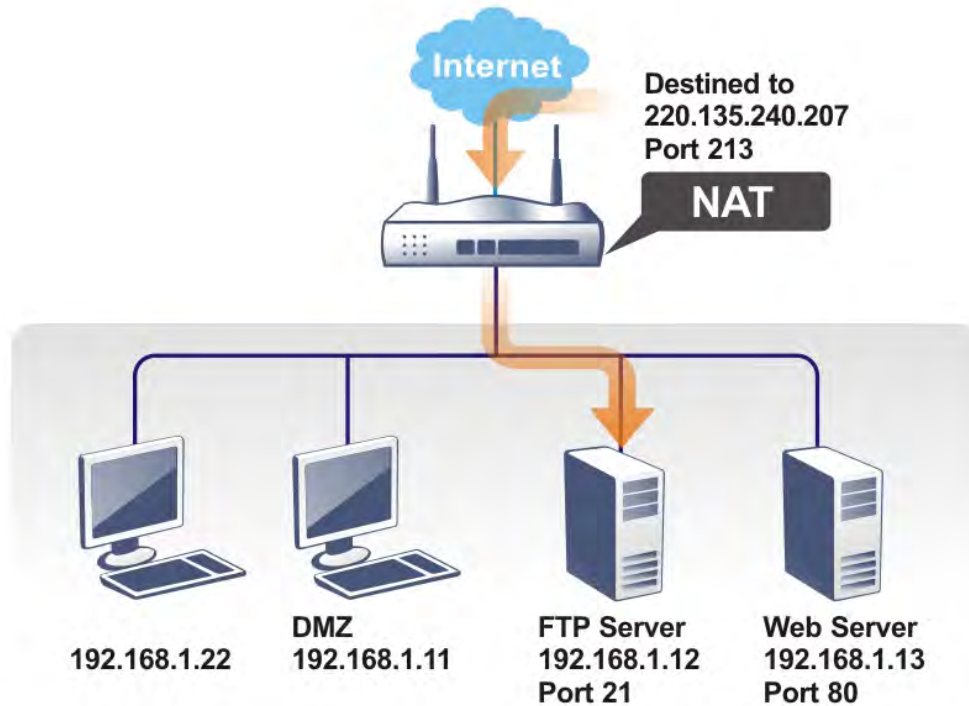 Internet
Destined to
220.135.240.207
Port 213
NAT
192.168.1.22
DMZ
192.168.1.11
FTP Server
192.168.1.12
Port 21
Web Server
192.168.1.13
Port 80